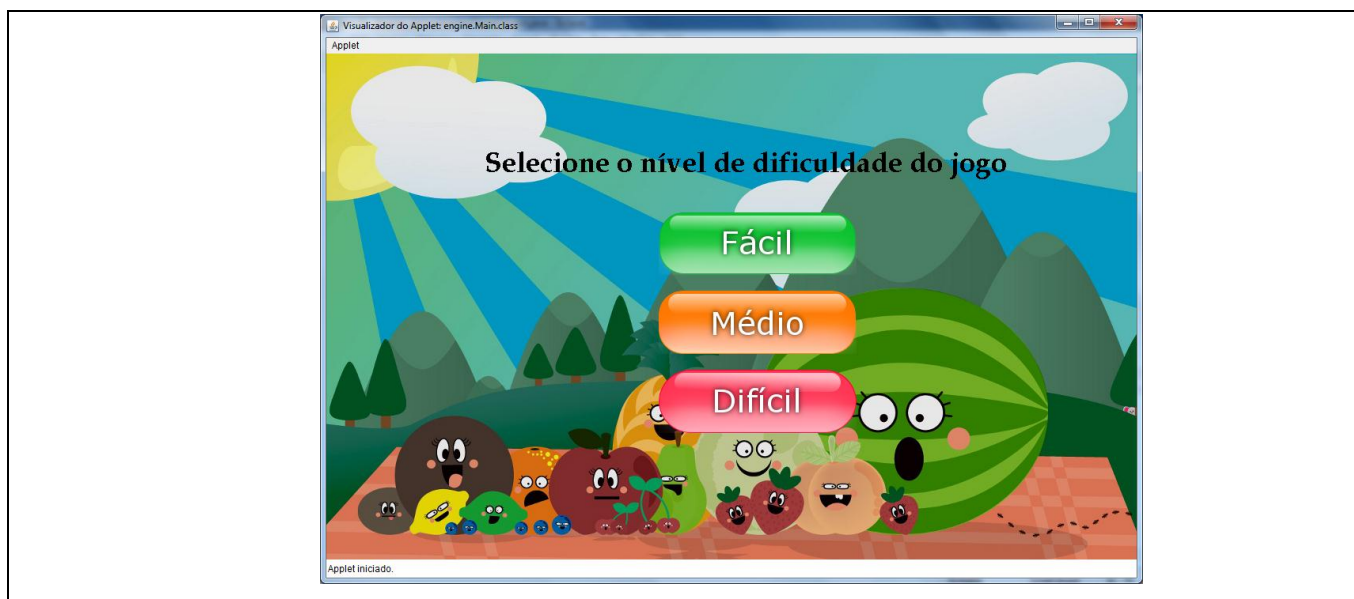 Visualizador do Applet: engine.Main.class
Applet
Selecione o nível de dificuldade do jogo
Fácil
Médio
Difícil
Applet iniciado.